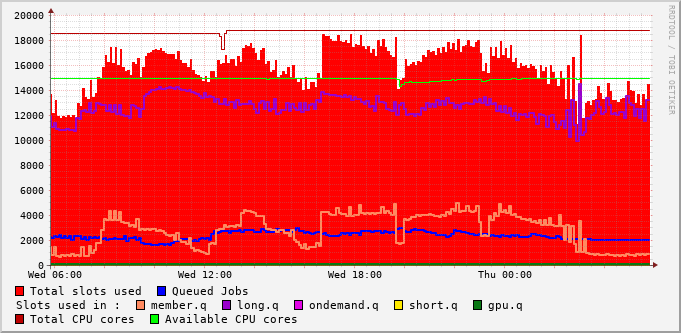 20000
18000
16000
14000
12000
10000
8000
6000
4000
2000
0
Wed 06:00 Wed 12:00 Wed 18:00 Thu 00:00
Total slots used Queued Jobs
Slots used in : member.q long.q ondemand.q short.q gpu.q
Total CPU cores Available CPU cores
RRDTOOL / TOBI OETIKER